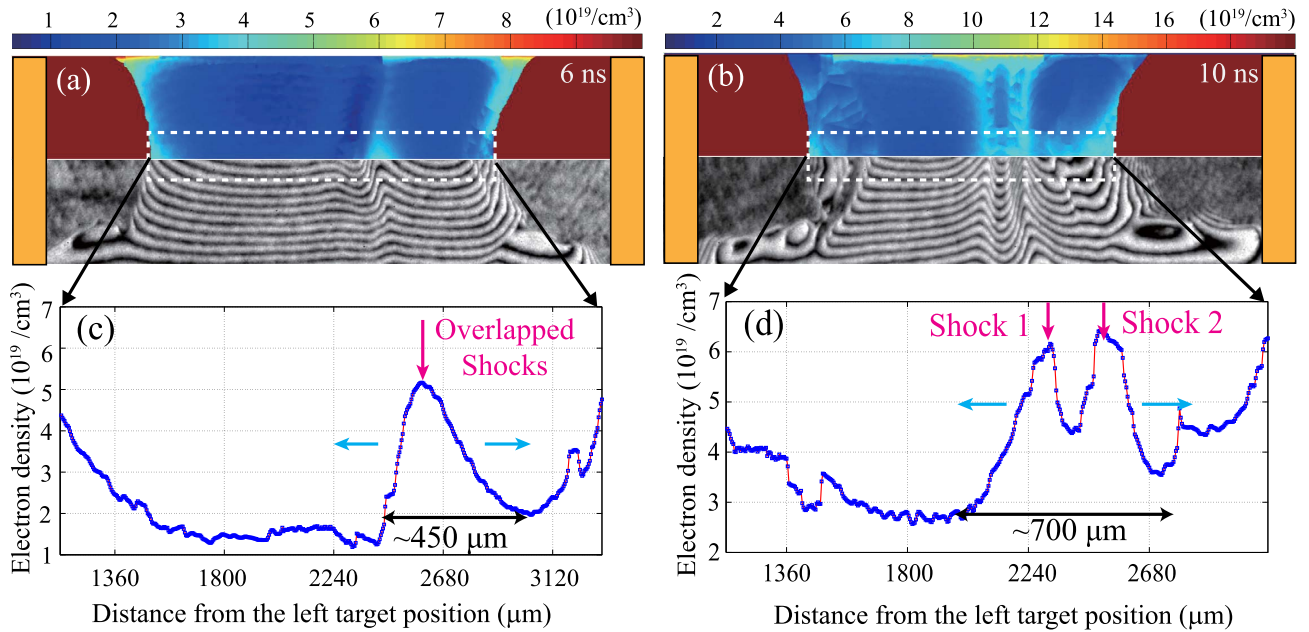 1 2 3 4 5 6 7 8 (10¹⁹/cm³)
2 4 6 8 10 12 14 16 (10¹⁹/cm³)
(a) 6 ns
(b) 10 ns
(c)
Overlapped
Shocks
~450 μm
7
6
5
4
3
2
1
Electron density (10¹⁹ /cm³)
1360 1800 2240 2680 3120
Distance from the left target position (μm)
(d)
Shock 1
Shock 2
~700 μm
7
6
5
4
3
2
Electron density (10¹⁹ /cm³)
1360 1800 2240 2680
Distance from the left target position (μm)